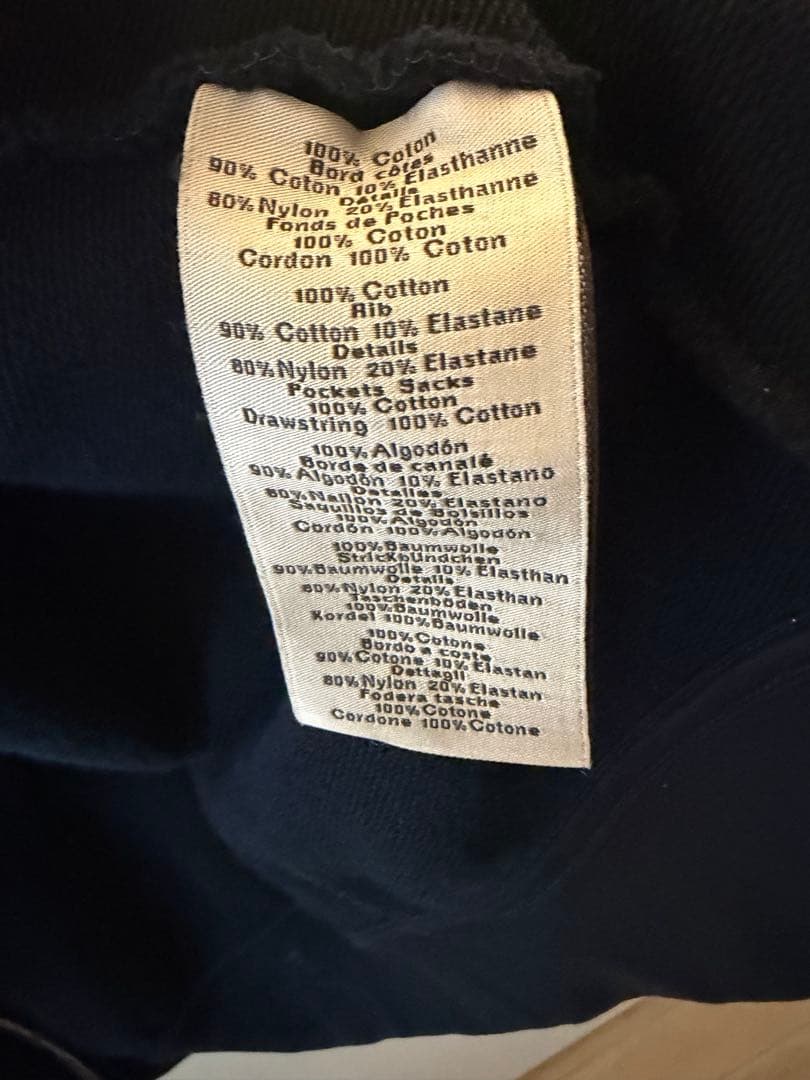 100% Coton
Bord côtes
90% Coton 10% Elasthanne
Détails
80% Nylon 20% Elasthanne
Fonds de Poches
100% Coton
Cordon 100% Coton
100% Cotton
Rib
90% Cotton 10% Elastane
Details
80% Nylon 20% Elastane
Pockets Sacks
100% Cotton
Drawstring 100% Cotton
100% Algodón
Borde de canalé
90% Algodón 10% Elastano
Detalles
80% Nailon 20% Elastano
Saquillos de Bolsillos
100% Algodón
Cordón 100% Algodón
100% Baumwolle
Strickbündchen
90% Baumwolle 10% Elasthan
Details
80% Nylon 20% Elasthan
Taschenböden
100% Baumwolle
Kordel 100% Baumwolle
100% Cotone
Bordo a coste
90% Cotone 10% Elastan
Dettagli
80% Nylon 20% Elastan
Fodera tasche
100% Cotone
Cordone 100% Cotone